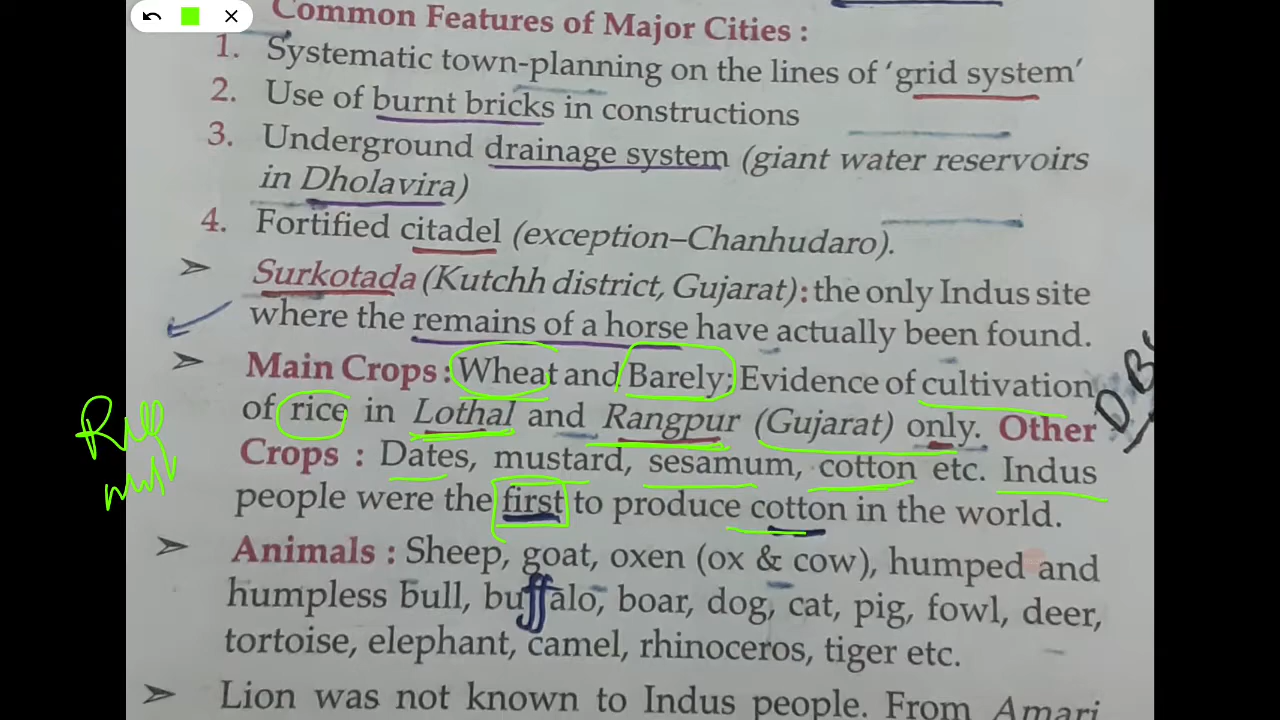 Common Features of Major Cities :
1. Systematic town-planning on the lines of 'grid system'
2. Use of burnt bricks in constructions
3. Underground drainage system (giant water reservoirs
in Dholavira)
4. Fortified citadel (exception–Chanhudaro).
➢ Surkotada (Kutchh district, Gujarat): the only Indus site
where the remains of a horse have actually been found.
➢ Main Crops : Wheat and Barely; Evidence of cultivation
of rice in Lothal and Rangpur (Gujarat) only. Other
Crops : Dates, mustard, sesamum, cotton etc. Indus
people were the first to produce cotton in the world.
➢ Animals : Sheep, goat, oxen (ox & cow), humped and
humpless bull, buffalo, boar, dog, cat, pig, fowl, deer,
tortoise, elephant, camel, rhinoceros, tiger etc.
➢ Lion was not known to Indus people. From Amari